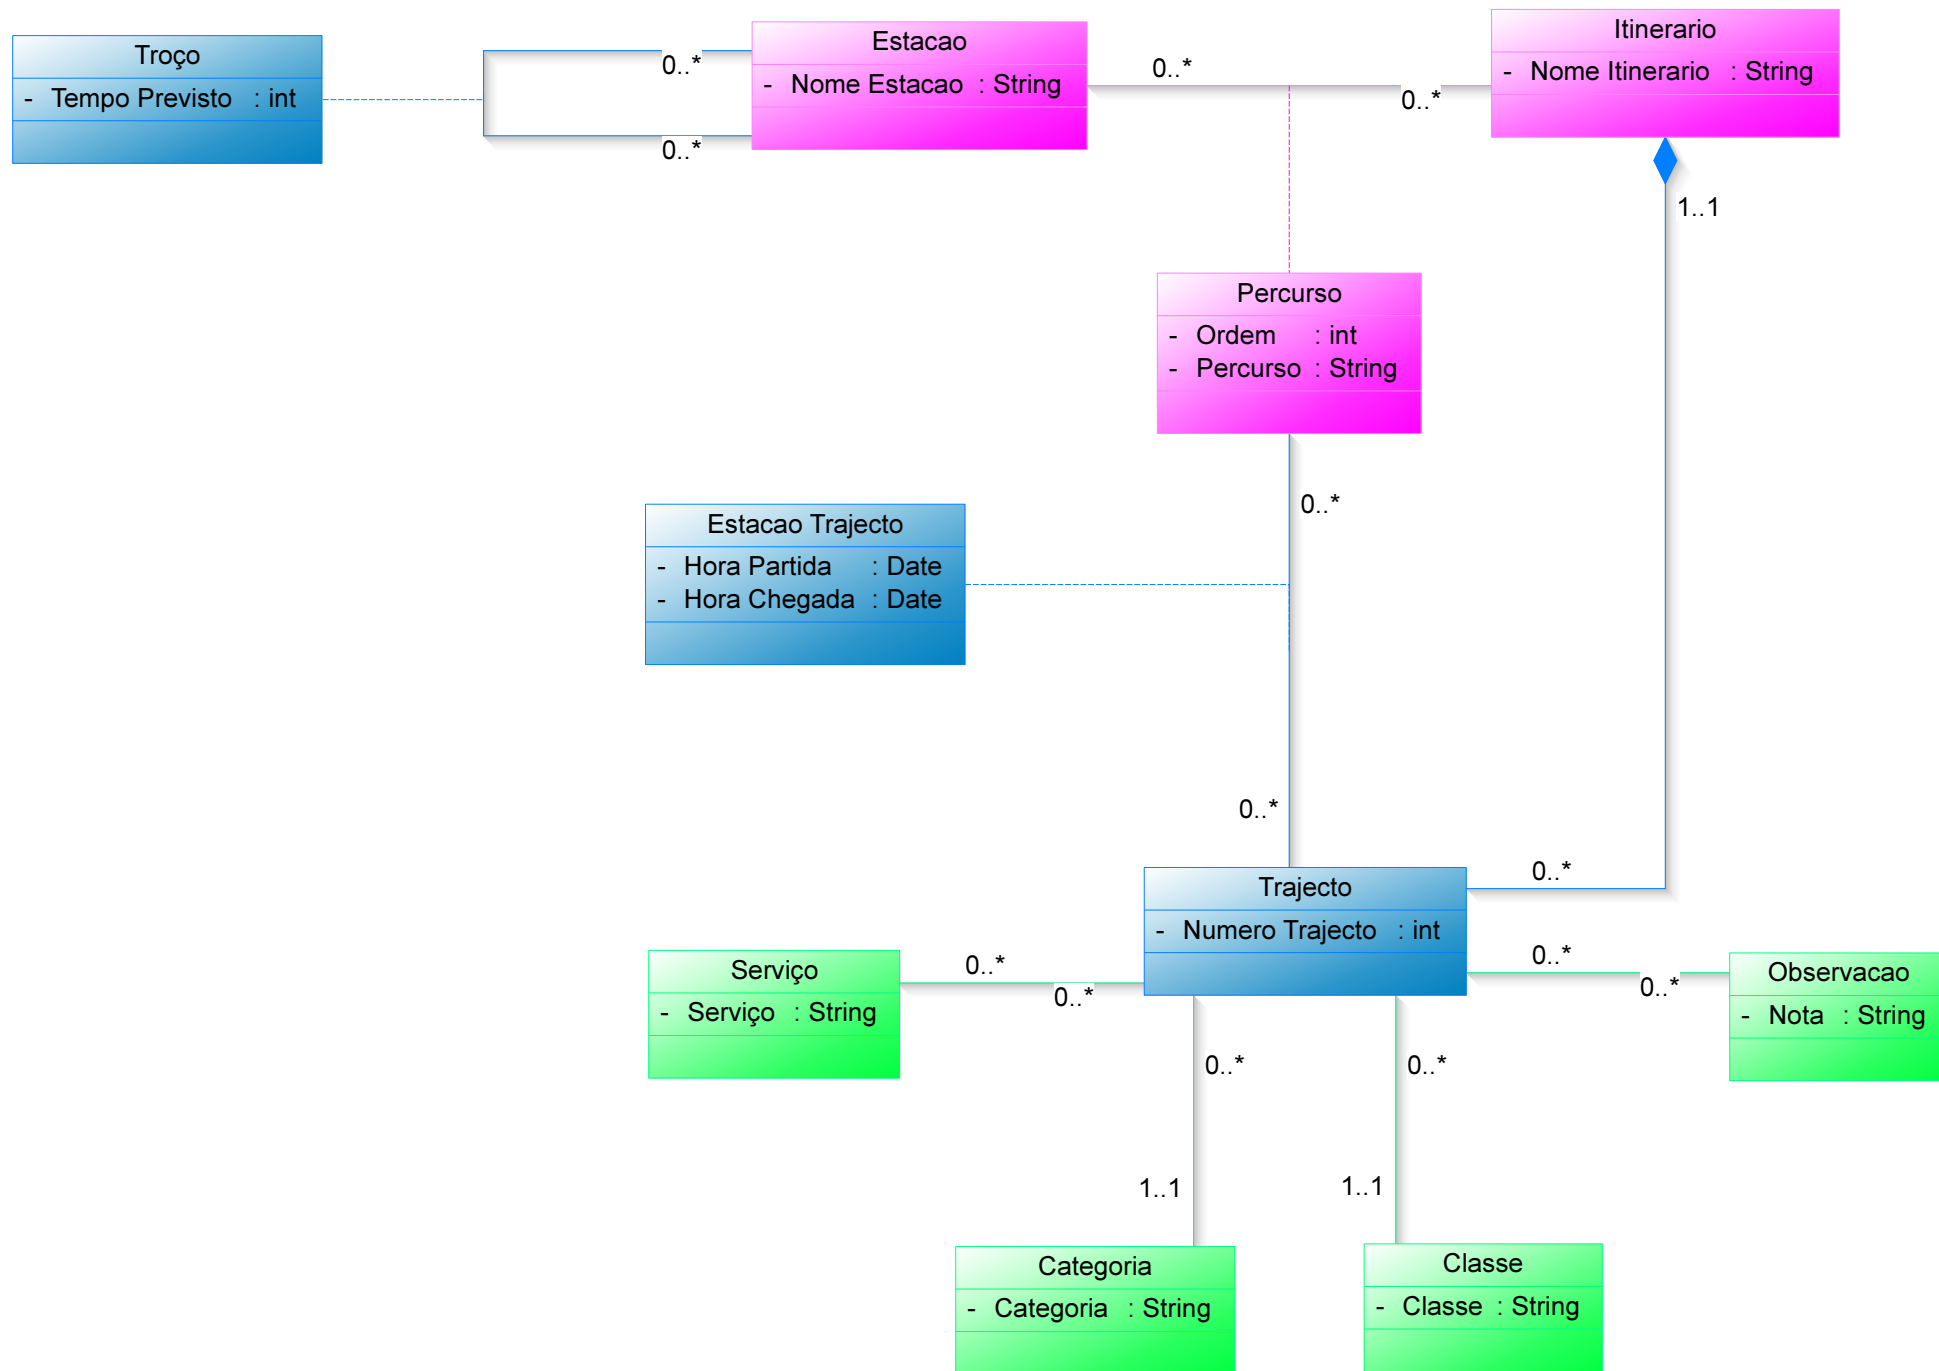 Troço
- Tempo Previsto : int
0..*
0..*
Estacao
- Nome Estacao : String
0..*
0..*
Itinerario
- Nome Itinerario : String
1..1
Percurso
- Ordem : int
- Percurso : String
0..*
Estacao Trajecto
- Hora Partida : Date
- Hora Chegada : Date
0..*
0..*
Trajecto
- Numero Trajecto : int
Serviço
- Serviço : String
0..*
0..*
0..*
0..*
Observacao
- Nota : String
0..*
0..*
1..1
1..1
Categoria
- Categoria : String
Classe
- Classe : String